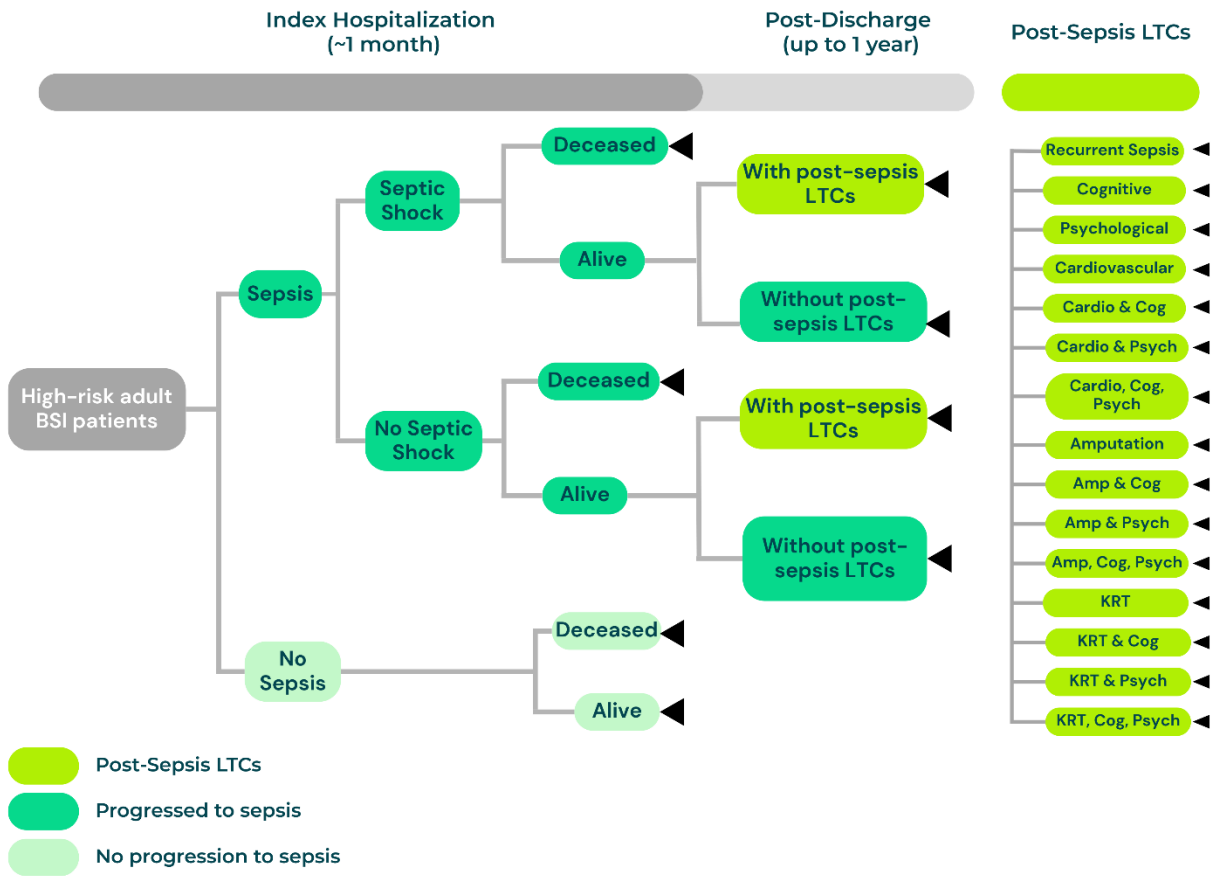 Index Hospitalization
(~1 month)
Post-Discharge
(up to 1 year)
Post-Sepsis LTCs
High-risk adult
BSI patients
Sepsis
No
Sepsis
Septic
Shock
No Septic
Shock
Deceased
Alive
Deceased
Alive
Deceased
Alive
With post-sepsis
LTCs
Without post-
sepsis LTCs
With post-sepsis
LTCs
Without post-
sepsis LTCs
Recurrent Sepsis
Cognitive
Psychological
Cardiovascular
Cardio & Cog
Cardio & Psych
Cardio, Cog,
Psych
Amputation
Amp & Cog
Amp & Psych
Amp, Cog, Psych
KRT
KRT & Cog
KRT & Psych
KRT, Cog, Psych
Post-Sepsis LTCs
Progressed to sepsis
No progression to sepsis